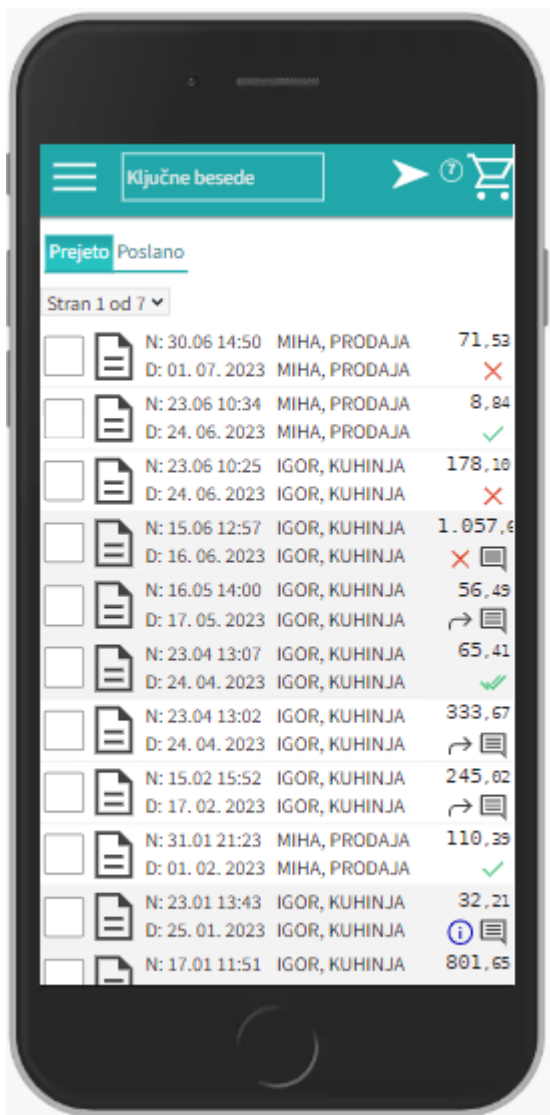 Ključne besede
7
Prejeto Poslano
Stran 1 od 7
N: 30.06 14:50 MIHA, PRODAJA 71,53
D: 01. 07. 2023 MIHA, PRODAJA
N: 23.06 10:34 MIHA, PRODAJA 8,84
D: 24. 06. 2023 MIHA, PRODAJA
N: 23.06 10:25 IGOR, KUHINJA 178,10
D: 24. 06. 2023 IGOR, KUHINJA
N: 15.06 12:57 IGOR, KUHINJA 1.057,6
D: 16. 06. 2023 IGOR, KUHINJA
N: 16.05 14:00 IGOR, KUHINJA 56,49
D: 17. 05. 2023 IGOR, KUHINJA
N: 23.04 13:07 IGOR, KUHINJA 65,41
D: 24. 04. 2023 IGOR, KUHINJA
N: 23.04 13:02 IGOR, KUHINJA 333,67
D: 24. 04. 2023 IGOR, KUHINJA
N: 15.02 15:52 IGOR, KUHINJA 245,02
D: 17. 02. 2023 IGOR, KUHINJA
N: 31.01 21:23 MIHA, PRODAJA 110,39
D: 01. 02. 2023 MIHA, PRODAJA
N: 23.01 13:43 IGOR, KUHINJA 32,21
D: 25. 01. 2023 IGOR, KUHINJA
N: 17.01 11:51 IGOR, KUHINJA 801,65